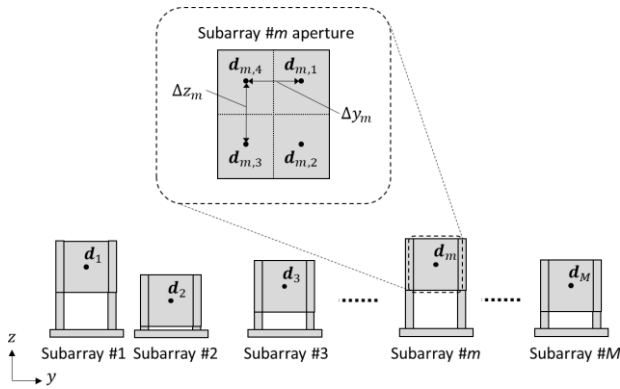 Subarray #m aperture
d_{m,4} d_{m,1}
Δz_m
Δy_m
d_{m,3} d_{m,2}
d_1 d_2 d_3 d_m d_M
z
y
Subarray #1 Subarray #2 Subarray #3 Subarray #m Subarray #M